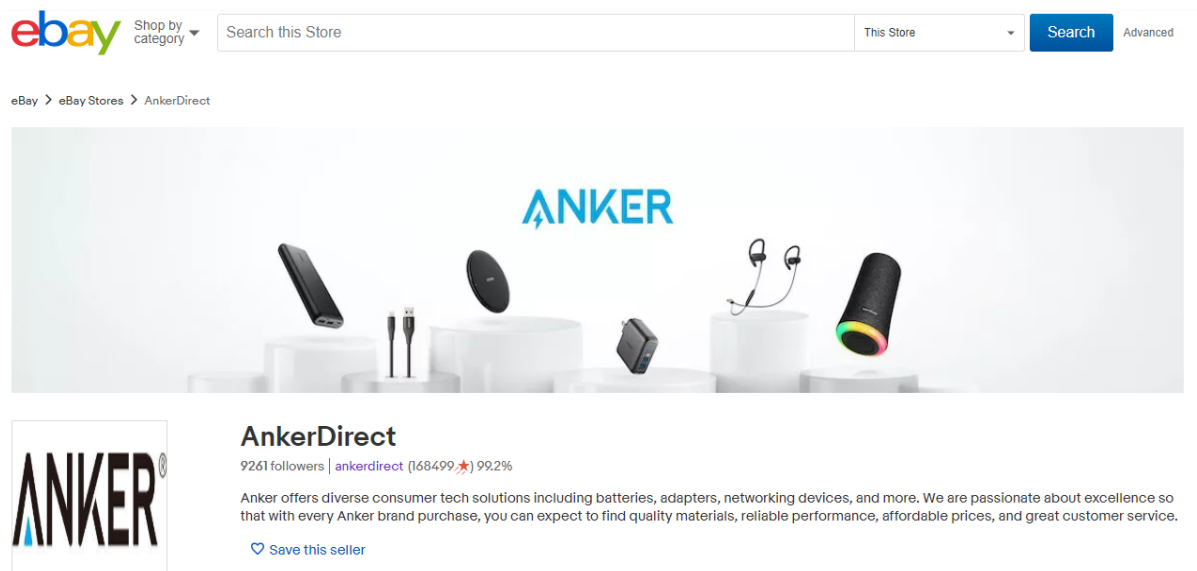 ebay
Shop by
category
Search this Store
This Store
Search
Advanced
eBay > eBay Stores > AnkerDirect
ANKER
ANKER®
AnkerDirect
9261 followers | ankerdirect (168499) 99.2%
Anker offers diverse consumer tech solutions including batteries, adapters, networking devices, and more. We are passionate about excellence so
that with every Anker brand purchase, you can expect to find quality materials, reliable performance, affordable prices, and great customer service.
Save this seller